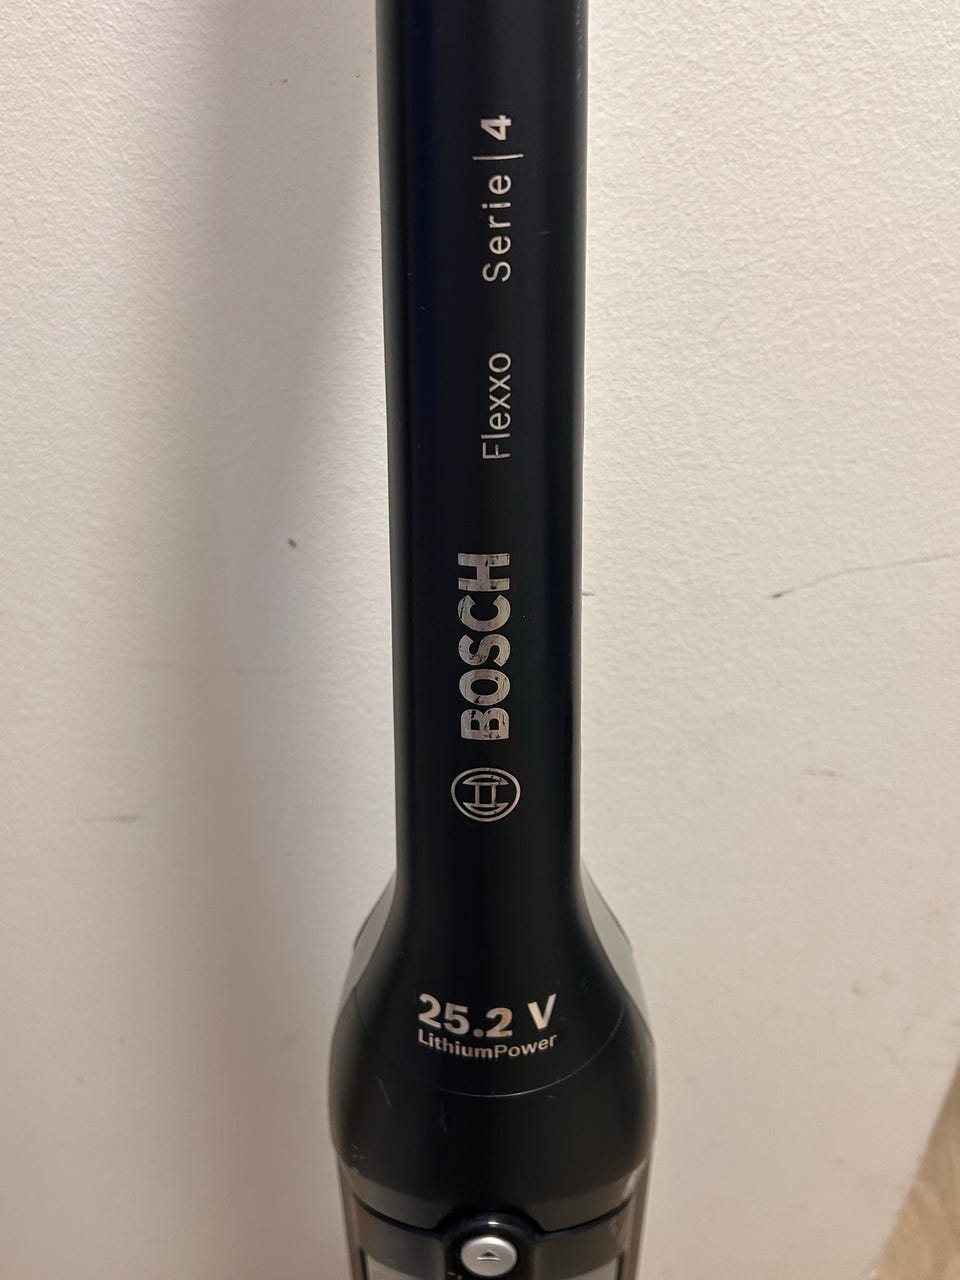 BOSCH Flexxo Serie|4
25.2 V
LithiumPower